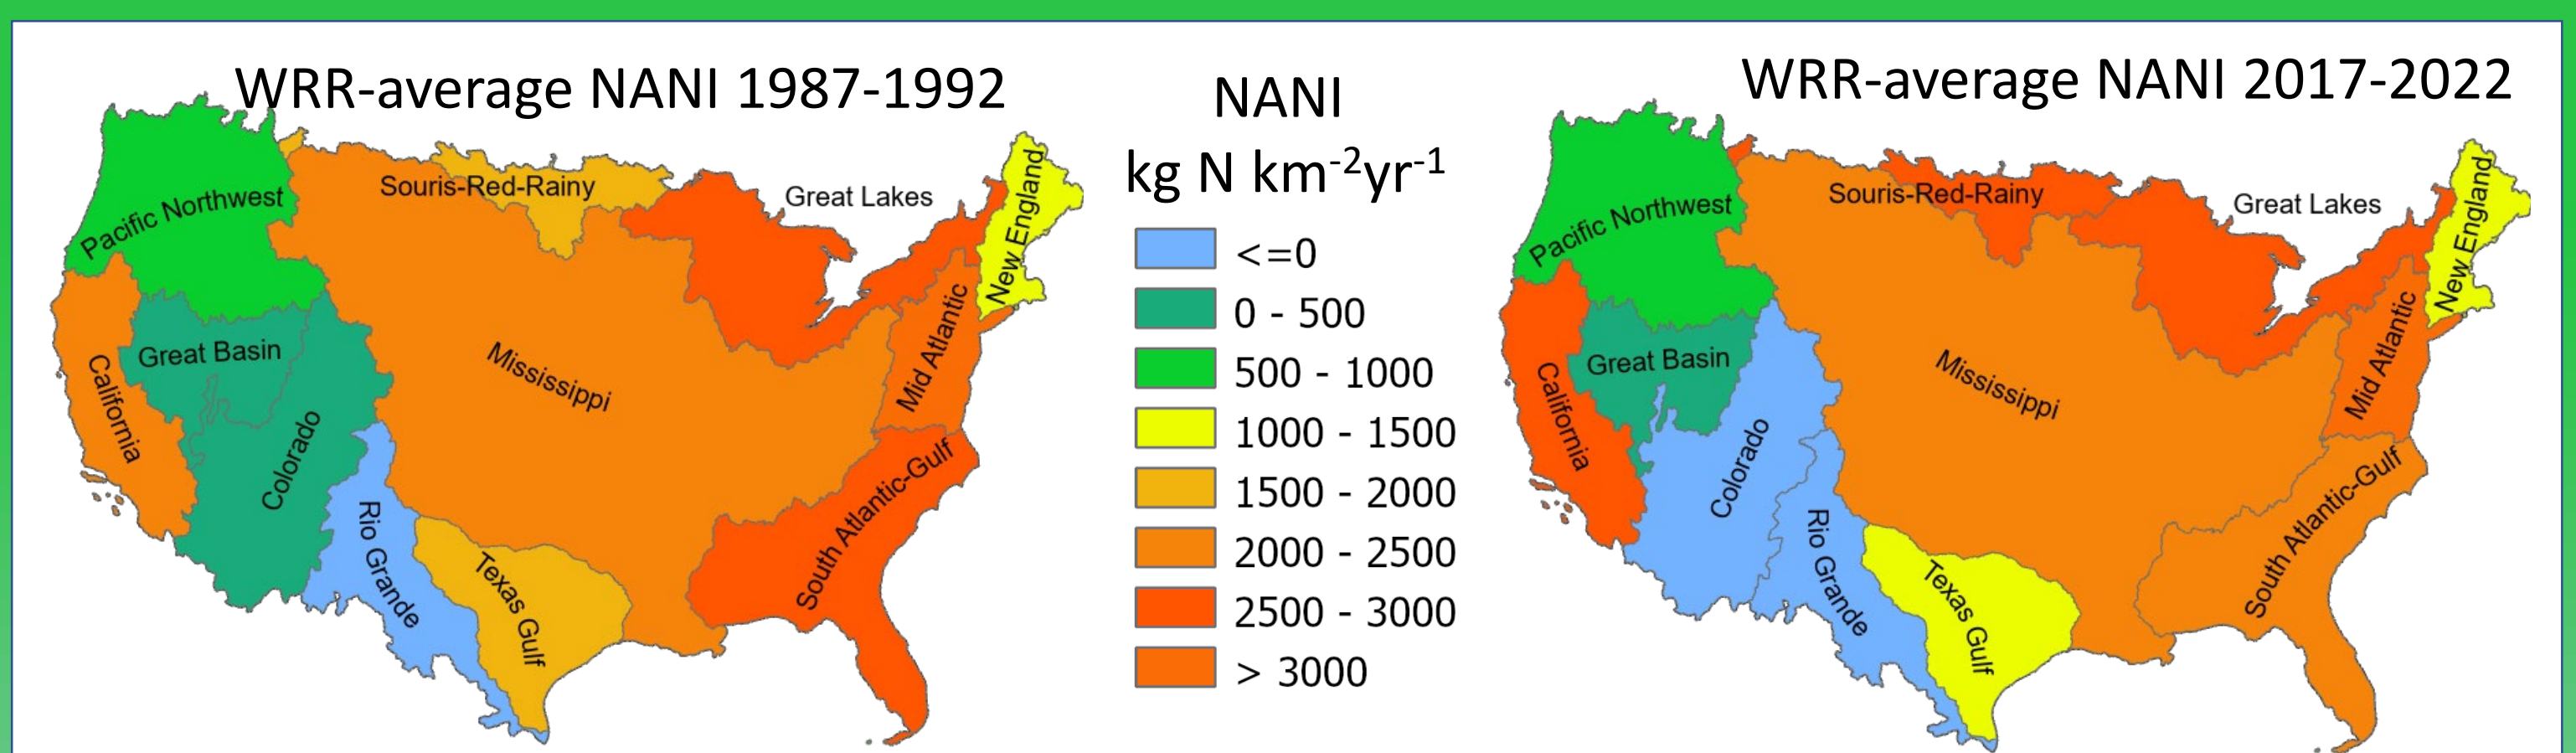 WRR-average NANI 1987-1992
Pacific Northwest
Souris-Red-Rainy
Great Lakes
New England
Great Basin
California
Colorado
Mississippi
Mid Atlantic
Rio Grande
Texas Gulf
South Atlantic-Gulf
NANI
kg N km-2yr-1
<=0
0 - 500
500 - 1000
1000 - 1500
1500 - 2000
2000 - 2500
2500 - 3000
> 3000
WRR-average NANI 2017-2022
Pacific Northwest
Souris-Red-Rainy
Great Lakes
New England
Great Basin
California
Colorado
Mississippi
Mid Atlantic
Rio Grande
Texas Gulf
South Atlantic-Gulf